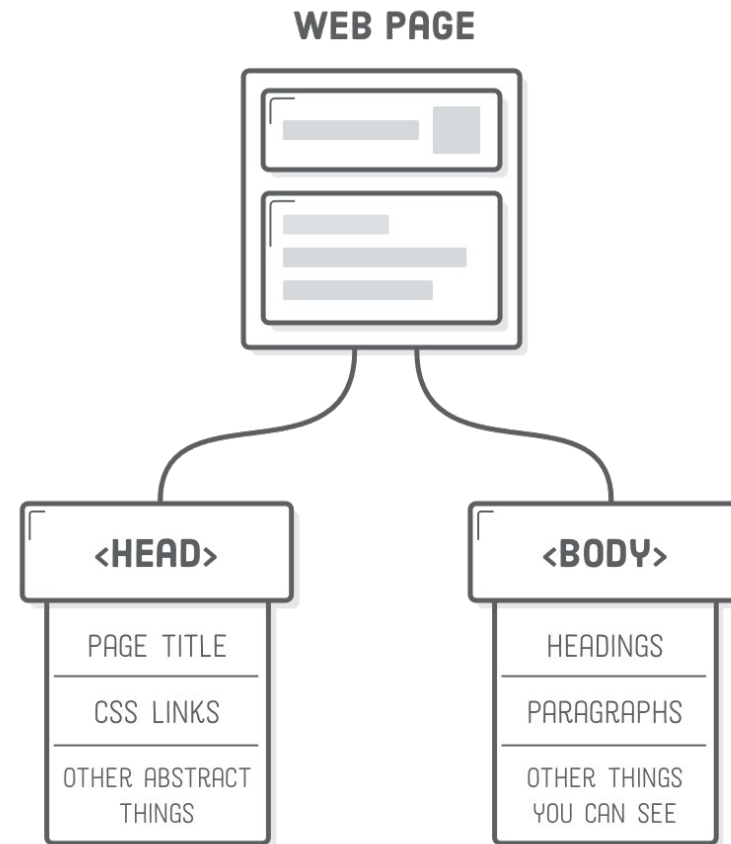 WEB PAGE
<HEAD>
PAGE TITLE
CSS LINKS
OTHER ABSTRACT
THINGS
<BODY>
HEADINGS
PARAGRAPHS
OTHER THINGS
YOU CAN SEE